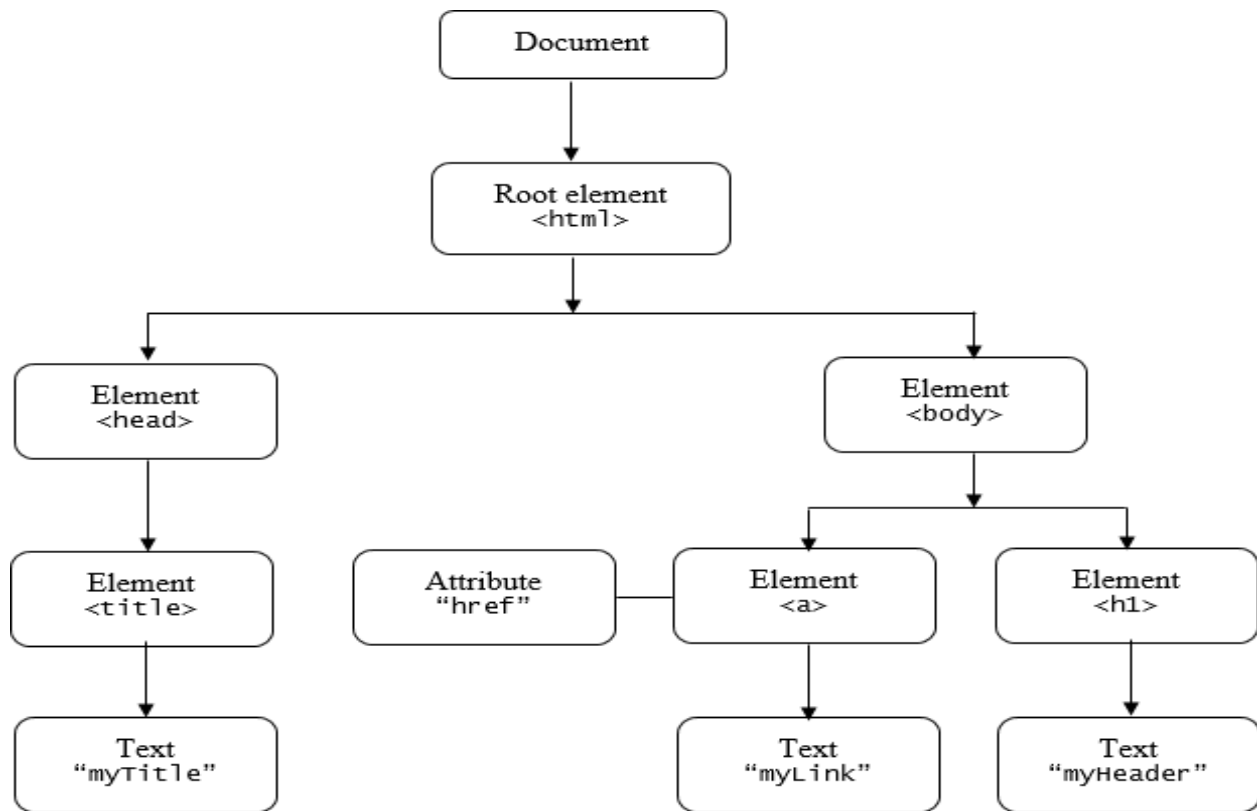 Document
Root element
<html>
Element
<head>
Element
<body>
Element
<title>
Attribute
“href”
Element
<a>
Element
<h1>
Text
“myTitle”
Text
“myLink”
Text
“myHeader”